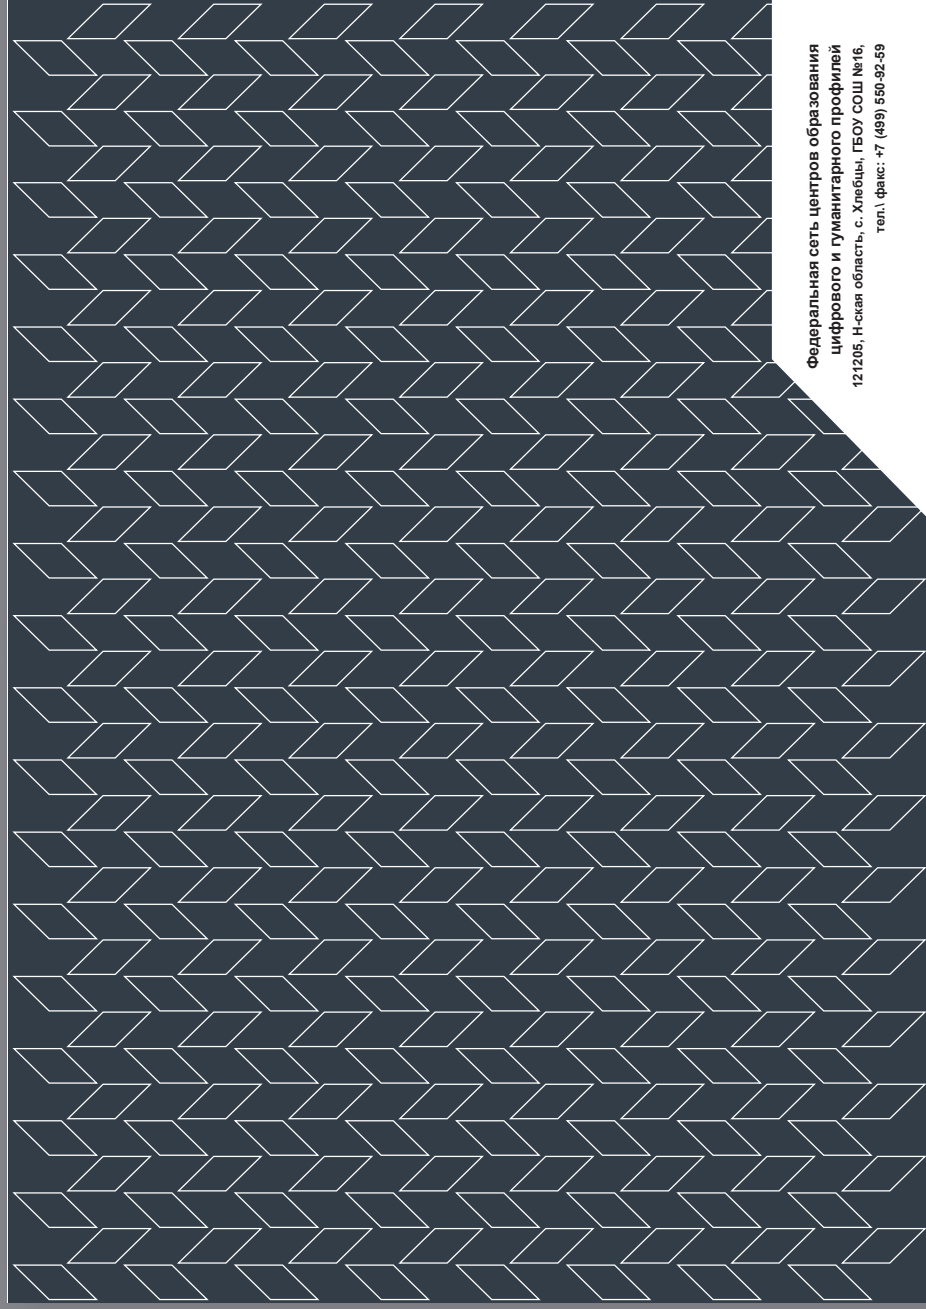 Федеральная сеть центров образования
цифрового и гуманитарного профилей
121205, Н-ская область, с. Хлебцы, ГБОУ СОШ №16,
тел.\ факс: +7 (499) 550-92-59